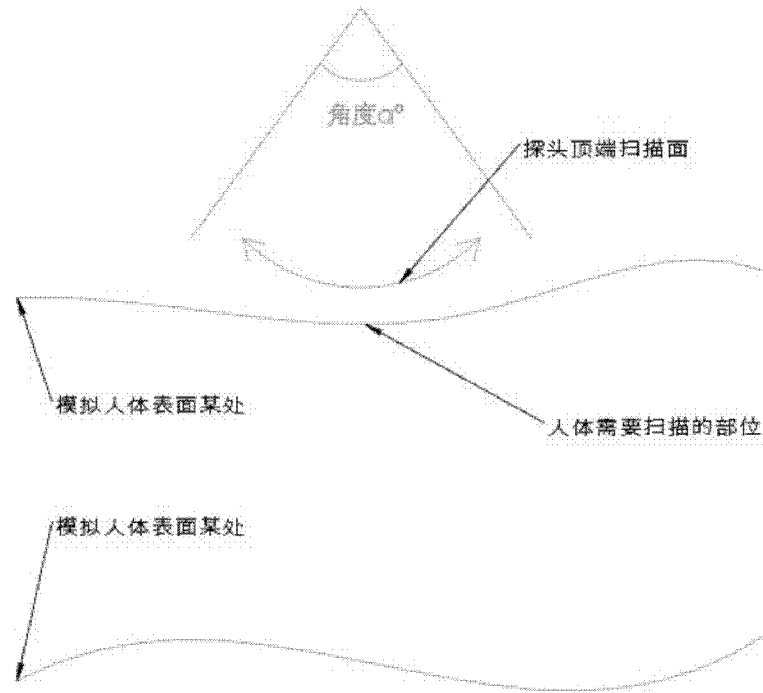 角度α°
探头顶端扫描面
模拟人体表面某处
人体需要扫描的部位
模拟人体表面某处